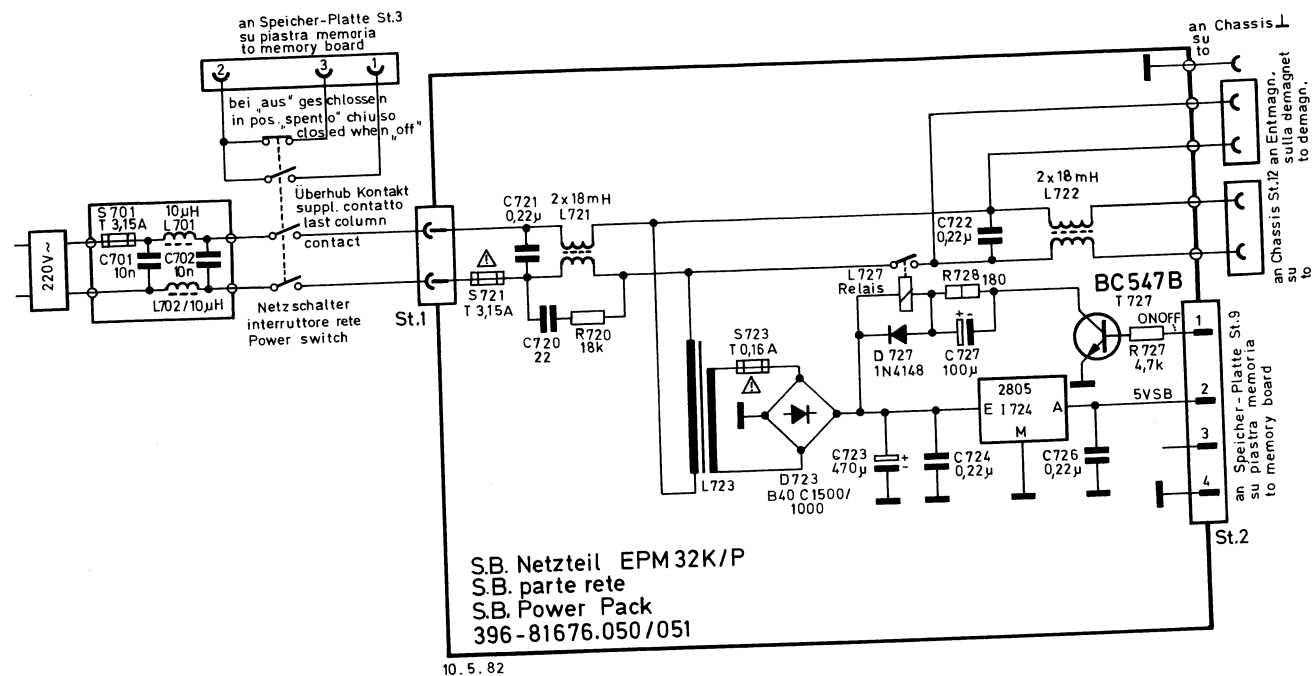 an Speicher-Platte St.3
su piastra memoria
to memory board
2
3
1
bei „aus” geschlossen
in pos. „spento” chiuso
closed when „off”
S 701
T 3,15A
10µH
L701
C701
10n
C702
10n
L702/10µH
220V~
Überhub Kontakt
suppl. contatto
last column
contact
Netzschalter
interruttore rete
Power switch
St.1
C721
0,22µ
2x18mH
L721
S721
T 3,15A
C720
22
R720
18k
S723
T 0,16A
L723
D723
B40 C1500/
1000
L727
Relais
R728
180
D 727
1N4148
C727
100µ
C722
0,22µ
2x18mH
L722
BC547B
T 727
ONOFF
R 727
4,7k
2805
E I 724 A
M
5VSB
C723
470µ
+
-
C724
0,22µ
C726
0,22µ
1
2
3
4
St.2
an Chassis⊥
su
to
an Entmagn.
sulla demagnet
to demagn.
an Chassis St.12
su
to
an Speicher-Platte St.9
su piastra memoria
to memory board
S.B. Netzteil EPM 32K/P
S.B. parte rete
S.B. Power Pack
396-81676.050/051
10.5.82